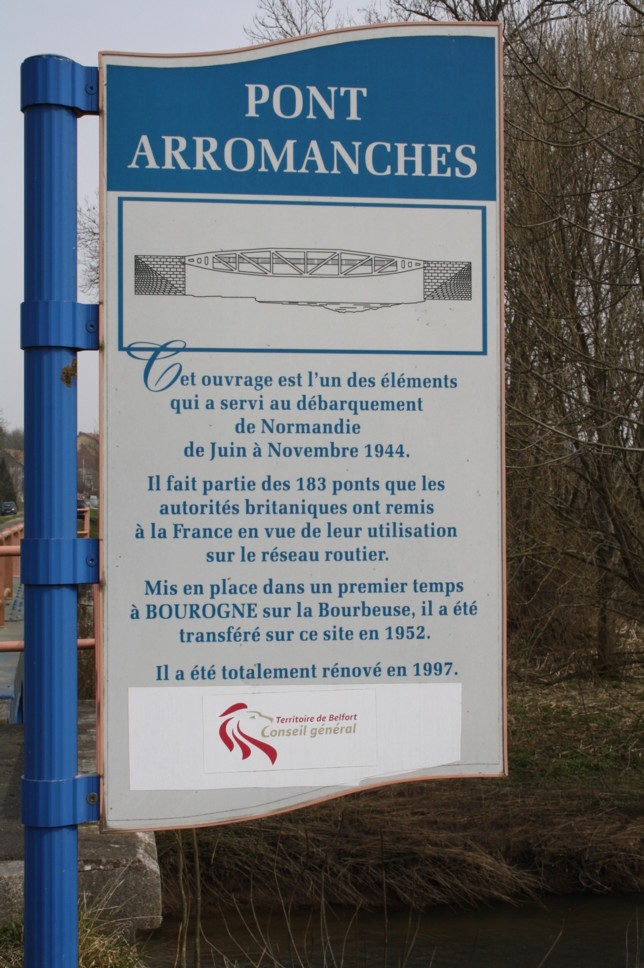 PONT
ARROMANCHES
Cet ouvrage est l'un des éléments
qui a servi au débarquement
de Normandie
de Juin à Novembre 1944.
Il fait partie des 183 ponts que les
autorités britaniques ont remis
à la France en vue de leur utilisation
sur le réseau routier.
Mis en place dans un premier temps
à BOUROGNE sur la Bourbeuse, il a été
transféré sur ce site en 1952.
Il a été totalement rénové en 1997.
Territoire de Belfort
Conseil général